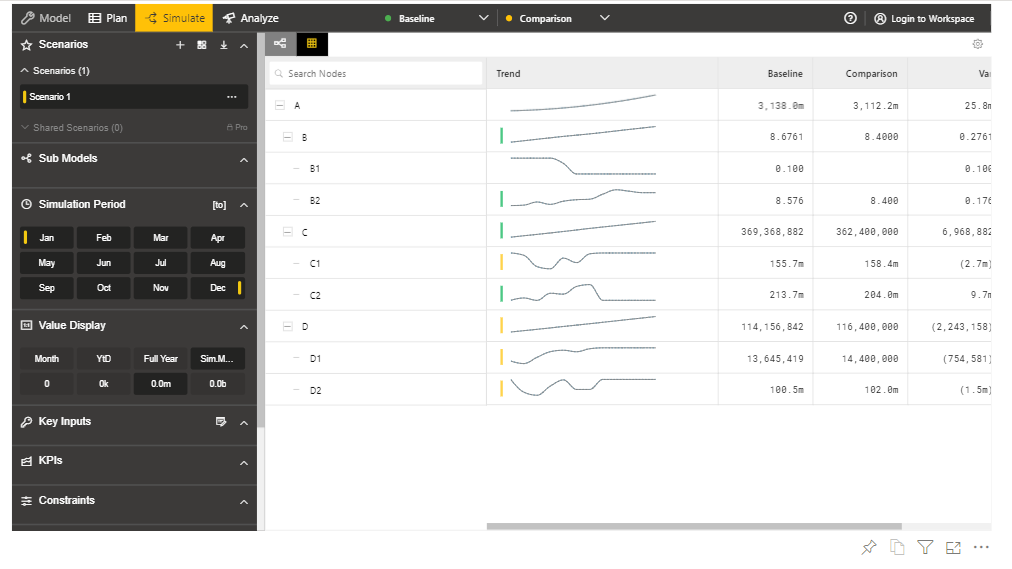 Model Plan Simulate Analyze Baseline Comparison Login to Workspace
Scenarios
Scenarios (1)
Scenario 1 ...
Shared Scenarios (0) Pro
Sub Models
Simulation Period [to]
Jan Feb Mar Apr
May Jun Jul Aug
Sep Oct Nov Dec
Value Display
Month YtD Full Year Sim.M...
0 0k 0.0m 0.0b
Key Inputs
KPIs
Constraints
Search Nodes Trend Baseline Comparison Va
A 3,138.0m 3,112.2m 25.8m
B 8.6761 8.4000 0.2761
B1 0.100 0.100
B2 8.576 8.400 0.176
C 369,368,882 362,400,000 6,968,882
C1 155.7m 158.4m (2.7m)
C2 213.7m 204.0m 9.7m
D 114,156,842 116,400,000 (2,243,158)
D1 13,645,419 14,400,000 (754,581)
D2 100.5m 102.0m (1.5m)